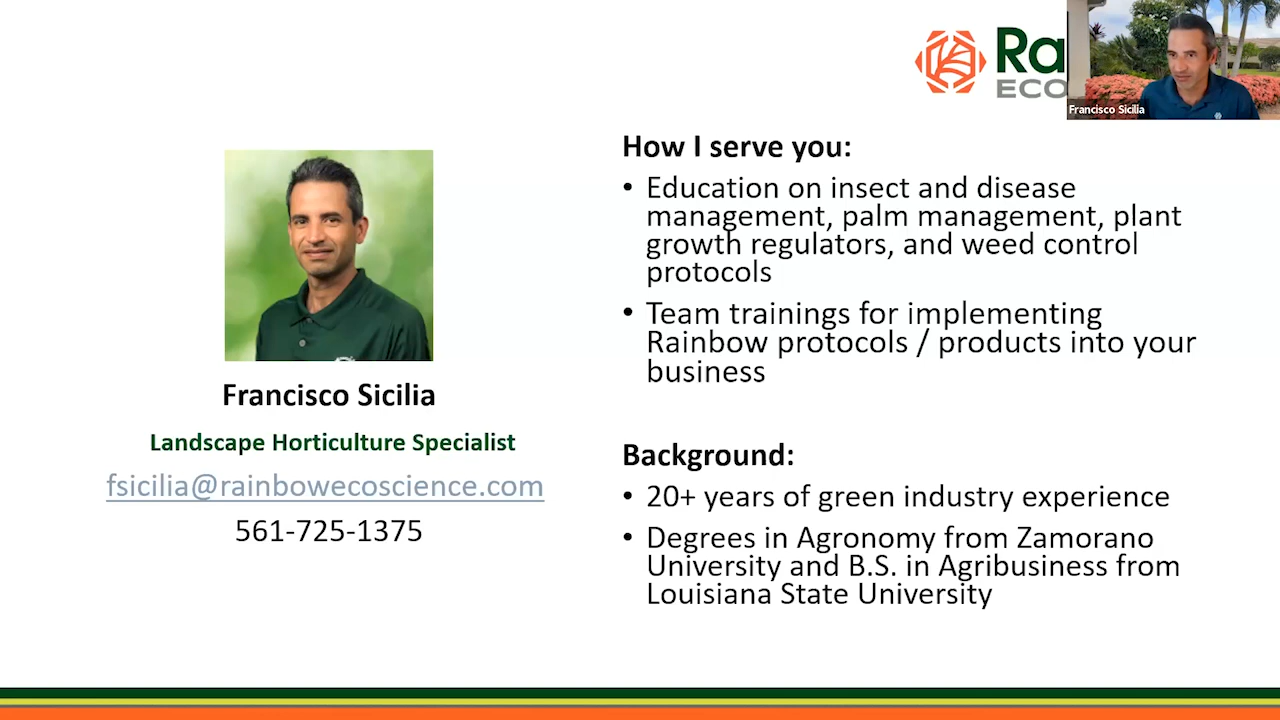 Ra
ECO
Francisco Sicilia
How I serve you:
• Education on insect and disease
management, palm management, plant
growth regulators, and weed control
protocols
• Team trainings for implementing
Rainbow protocols / products into your
business
Background:
• 20+ years of green industry experience
• Degrees in Agronomy from Zamorano
University and B.S. in Agribusiness from
Louisiana State University
Francisco Sicilia
Landscape Horticulture Specialist
fsicilia@rainbowecoscience.com
561-725-1375